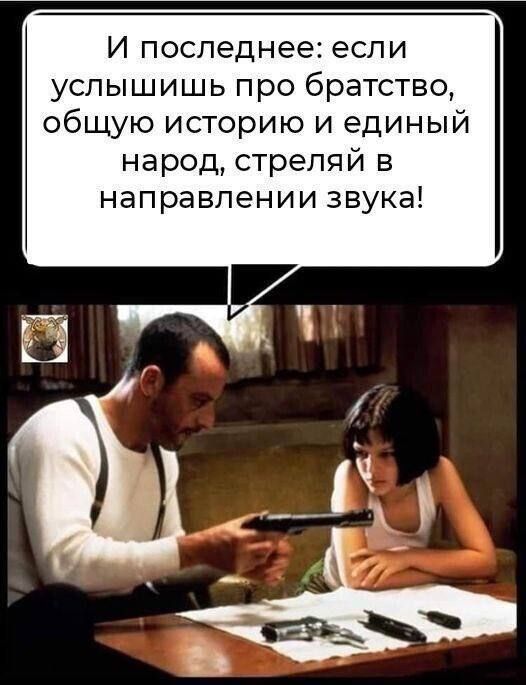 И последнее: если
услышишь про братство,
общую историю и единый
народ, стреляй в
направлении звука!